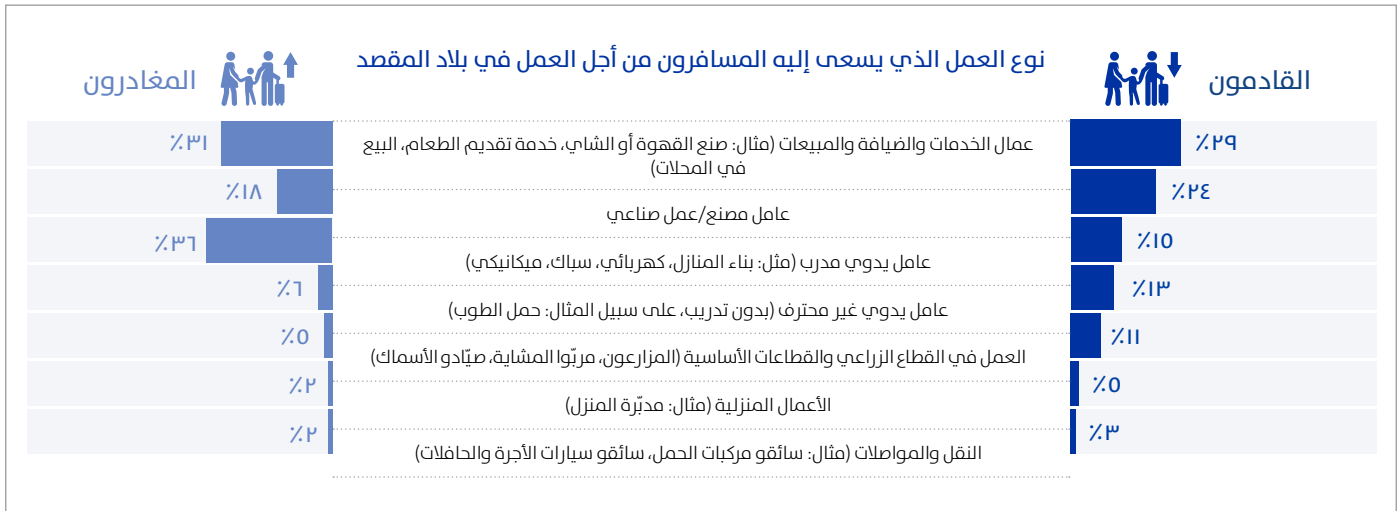 نوع العمل الذي يسعى إليه المسافرون من أجل العمل في بلاد المقصد
القادمون
المغادرون
٪٢٩
عمال الخدمات والضيافة والمبيعات (مثال: صنع القهوة أو الشاي، خدمة تقديم الطعام، البيع
في المحلات)
٪٣١
٪٢٤
عامل مصنع/عمل صناعي
٪١٨
٪١٥
عامل يدوي مدرب (مثل: بناء المنازل، كهربائي، سباك، ميكانيكي)
٪٣٦
٪١٣
عامل يدوي غير محترف (بدون تدريب، على سبيل المثال: حمل الطوب)
٪٦
٪١١
العمل في القطاع الزراعي والقطاعات الأساسية (المزارعون، مربّوا المشاية، صيّادو الأسماك)
٪٥
٪٥
الأعمال المنزلية (مثال: مدبّرة المنزل)
٪٢
٪٣
النقل والمواصلات (مثال: سائقو مركبات الحمل، سائقو سيارات الأجرة والحافلات)
٪٢